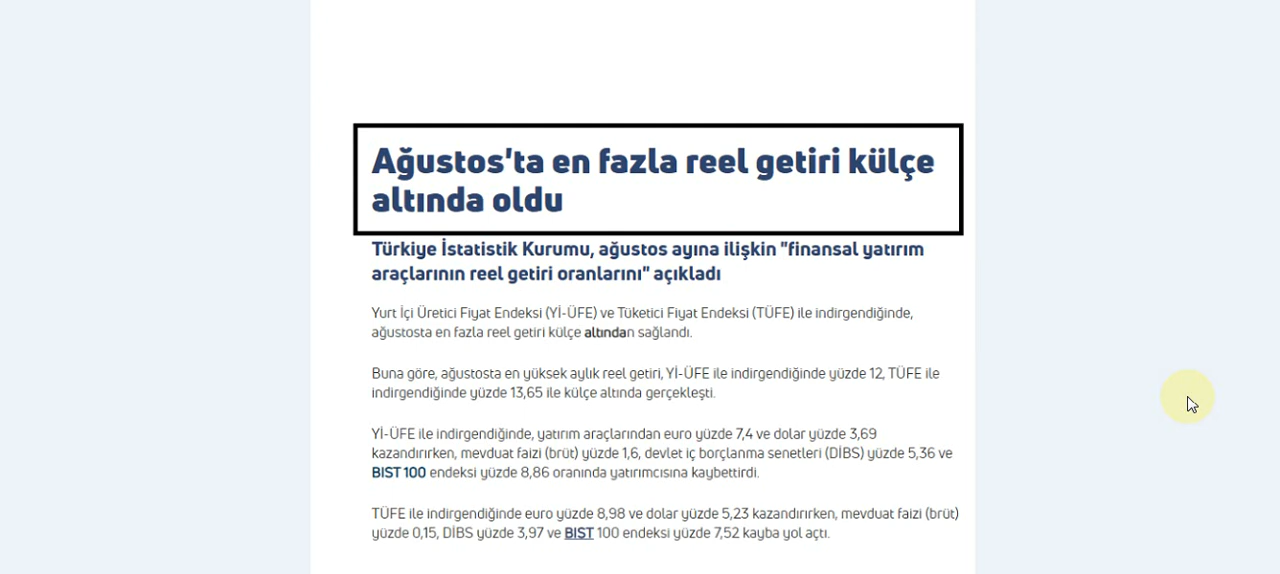 Ağustos'ta en fazla reel getiri külçe
altında oldu
Türkiye İstatistik Kurumu, ağustos ayına ilişkin "finansal yatırım
araçlarının reel getiri oranlarını" açıkladı
Yurt İçi Üretici Fiyat Endeksi (Yİ-ÜFE) ve Tüketici Fiyat Endeksi (TÜFE) ile indirgendiğinde,
ağustosta en fazla reel getiri külçe altından sağlandı.
Buna göre, ağustosta en yüksek aylık reel getiri, Yİ-ÜFE ile indirgendiğinde yüzde 12, TÜFE ile
indirgendiğinde yüzde 13,65 ile külçe altında gerçekleşti.
Yİ-ÜFE ile indirgendiğinde, yatırım araçlarından euro yüzde 7,4 ve dolar yüzde 3,69
kazandırırken, mevduat faizi (brüt) yüzde 1,6, devlet iç borçlanma senetleri (DİBS) yüzde 5,36 ve
BIST 100 endeksi yüzde 8,86 oranında yatırımcısına kaybettirdi.
TÜFE ile indirgendiğinde euro yüzde 8,98 ve dolar yüzde 5,23 kazandırırken, mevduat faizi (brüt)
yüzde 0,15, DİBS yüzde 3,97 ve BIST 100 endeksi yüzde 7,52 kayba yol açtı.